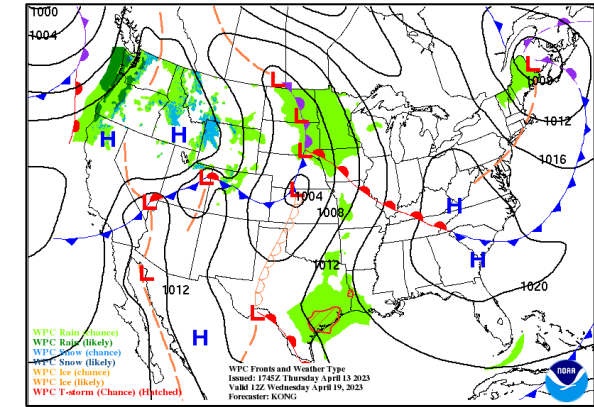 1000
1004
L
1008
H
H
L
L
L
1012
1016
L
L
L
1004
1008
H
H
L
1012
1012
1020
L
H
WPC Rain (chance)
WPC Rain (likely)
WPC Snow (chance)
WPC Snow (likely)
WPC Ice (chance)
WPC Ice (likely)
WPC T-storm (Chance) (Hatched)
WPC Fronts and Weather Type
Issued: 1745Z Thursday April 13 2023
Valid 12Z Wednesday April 19, 2023
Forecaster: KONG
NOAA